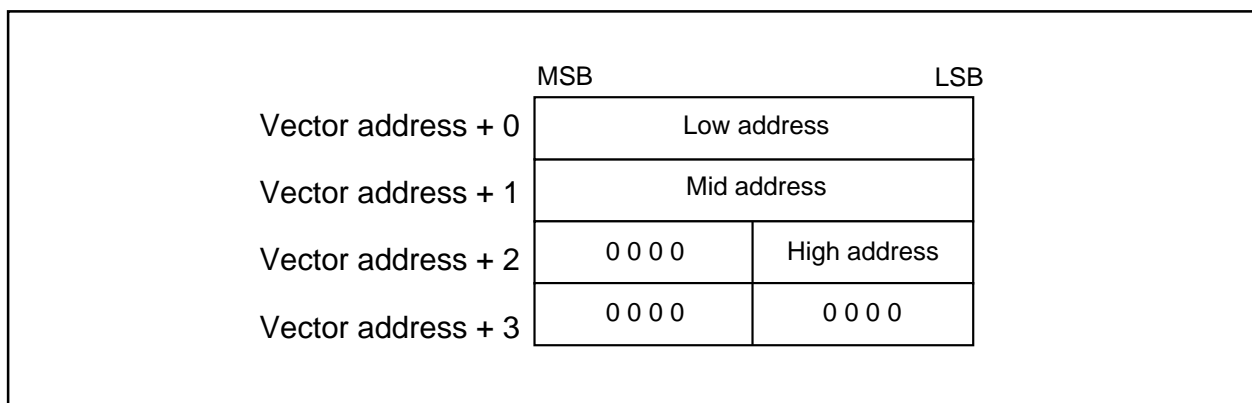 MSB LSB
Vector address + 0 Low address
Vector address + 1 Mid address
Vector address + 2 0 0 0 0 High address
Vector address + 3 0 0 0 0 0 0 0 0